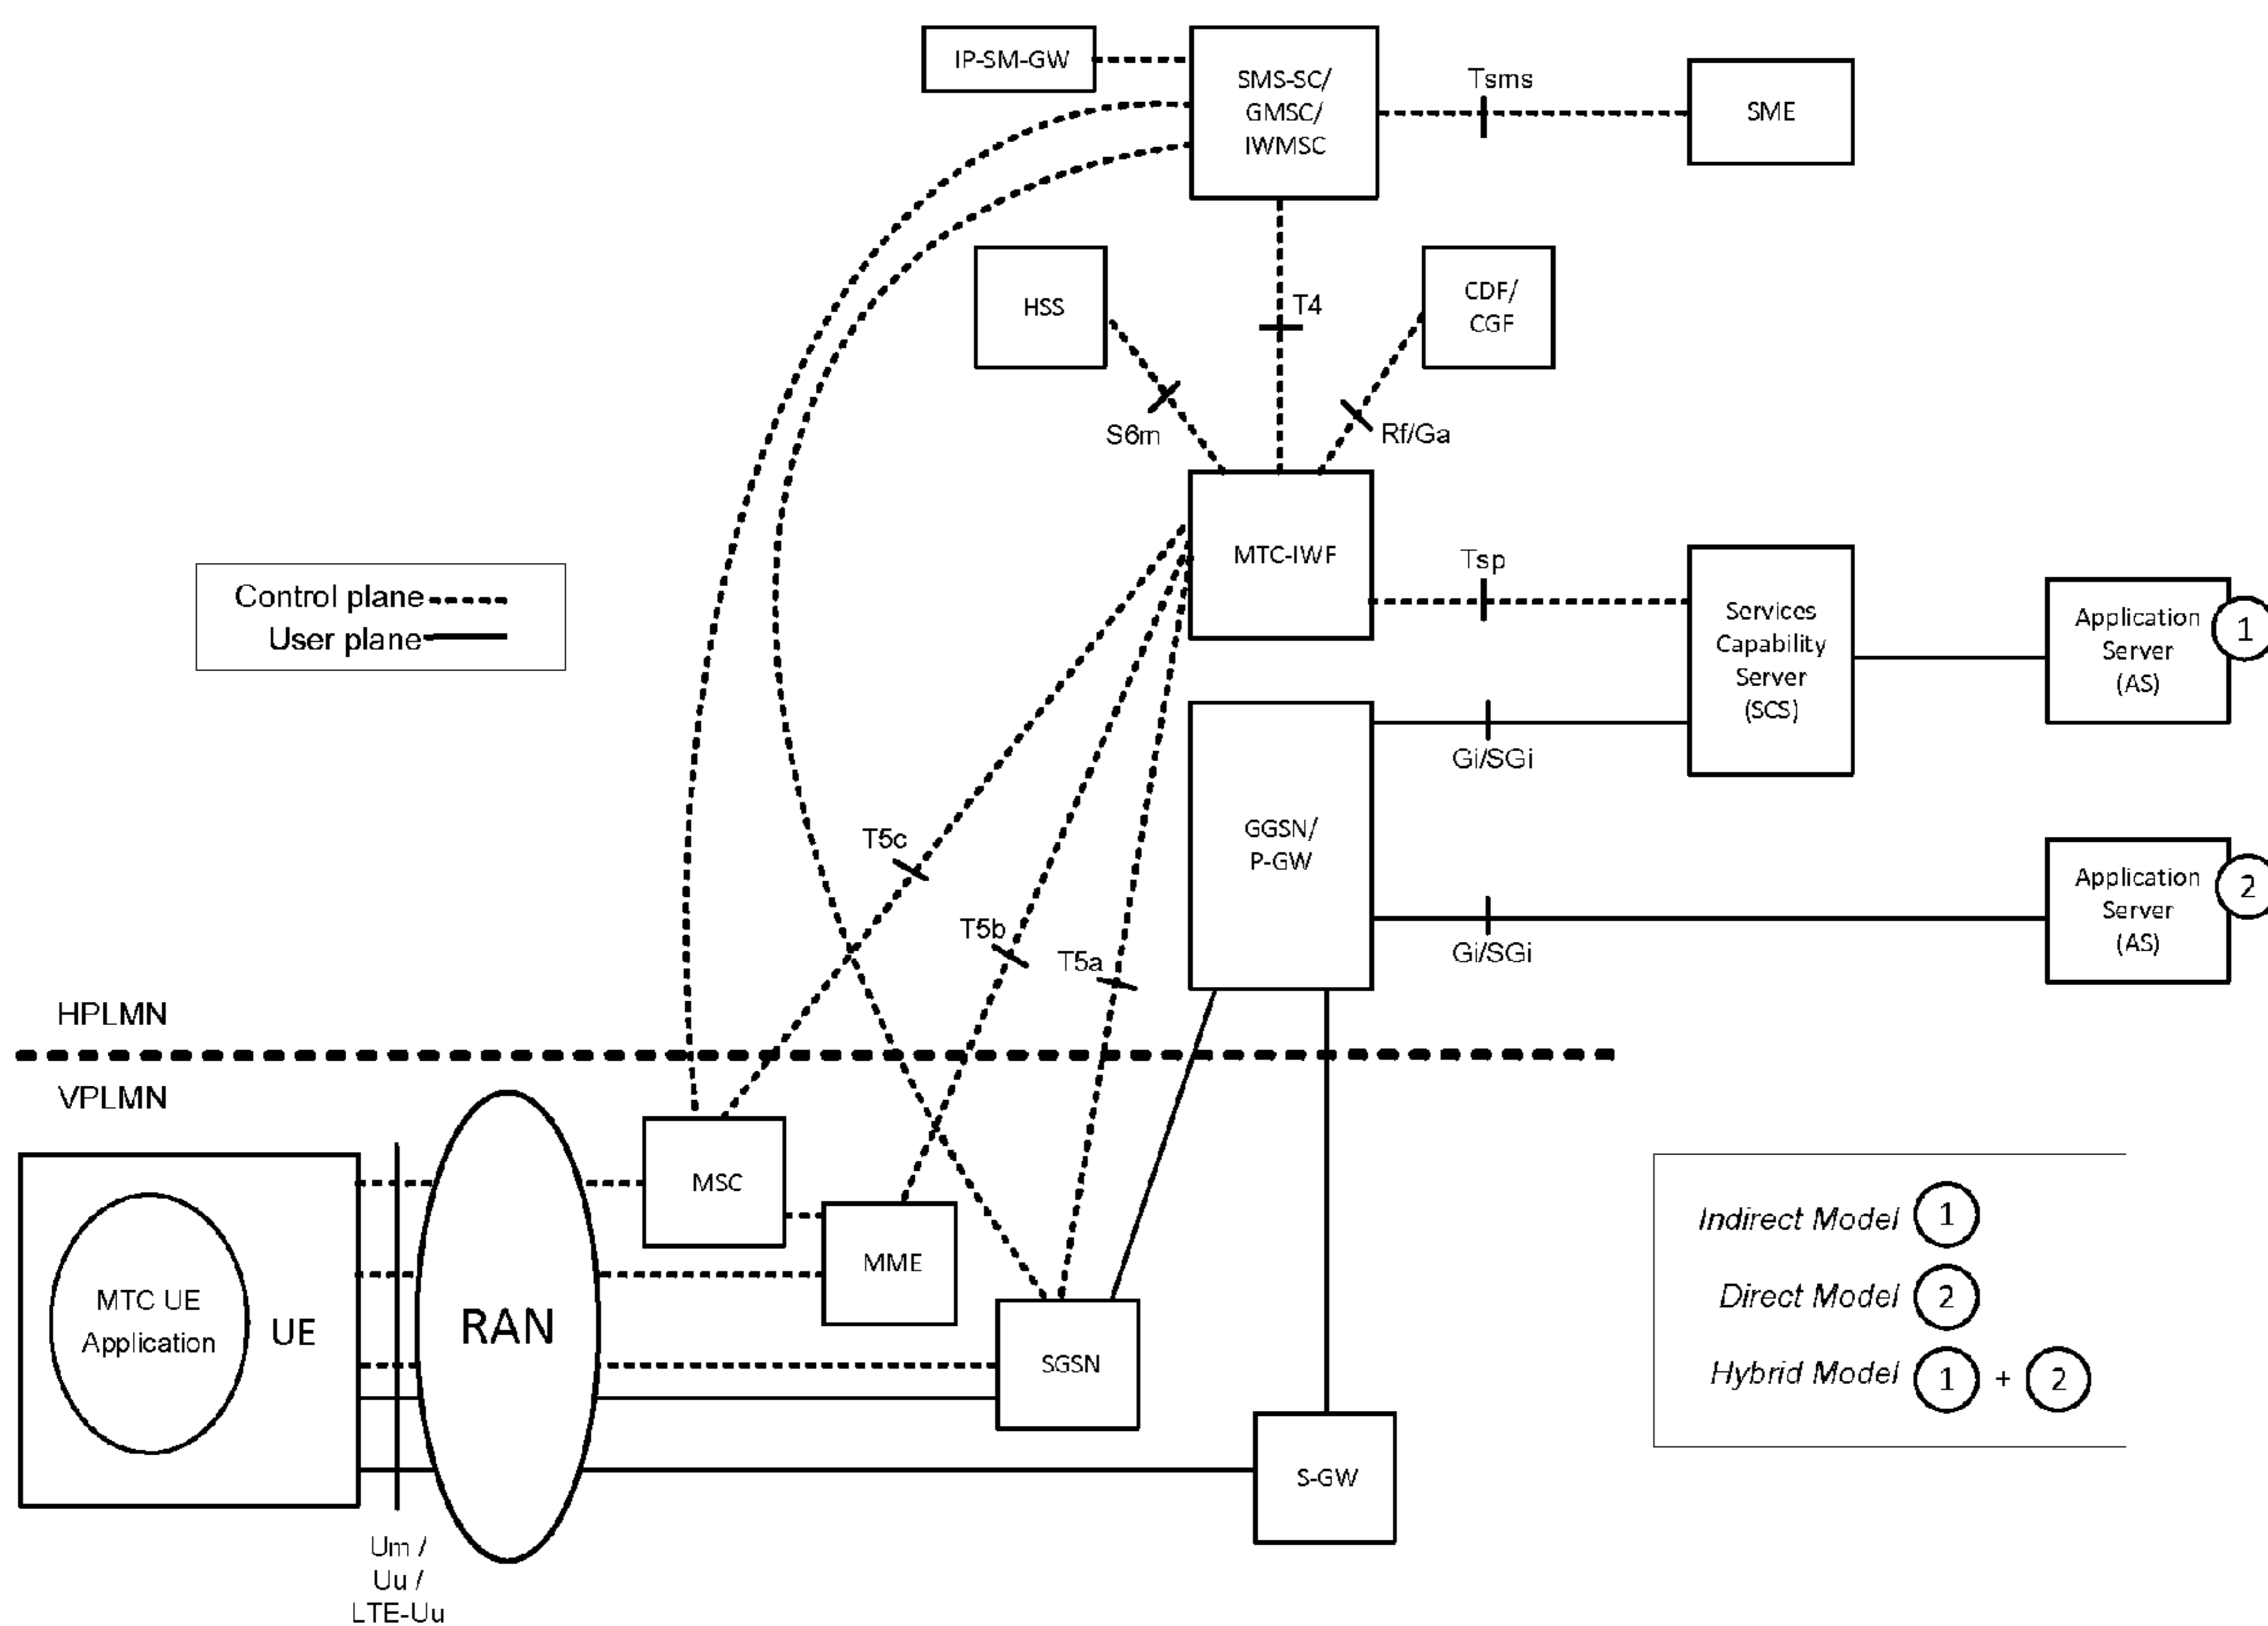 IP-SM-GW
SMS-SC/
GMSC/
IWMSC
Tsms
SME
HSS
T4
CDF/
CGF
S6m
Rf/Ga
MTC-IWF
Tsp
Services
Capability
Server
(SCS)
Application
Server
(AS)
1
Control plane
User plane
Gi/SGi
GGSN/
P-GW
T5c
T5b
T5a
Gi/SGi
Application
Server
(AS)
2
HPLMN
VPLMN
MSC
MME
SGSN
S-GW
MTC UE
Application
UE
RAN
Um /
Uu /
LTE-Uu
Indirect Model 1
Direct Model 2
Hybrid Model 1 + 2